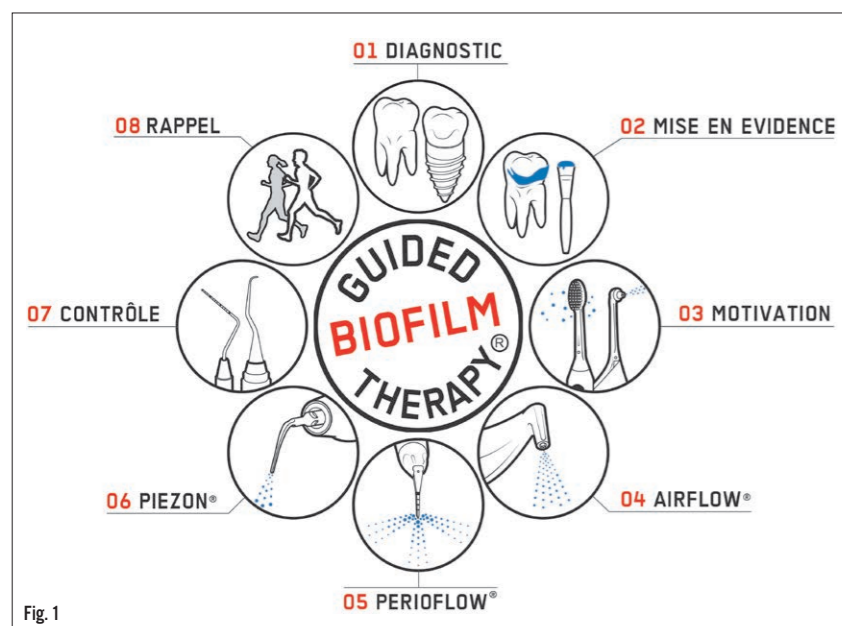 01 DIAGNOSTIC
02 MISE EN EVIDENCE
03 MOTIVATION
04 AIRFLOW®
05 PERIOFLOW®
06 PIEZON®
07 CONTRÔLE
08 RAPPEL
GUIDED
BIOFILM
THERAPY®
Fig. 1